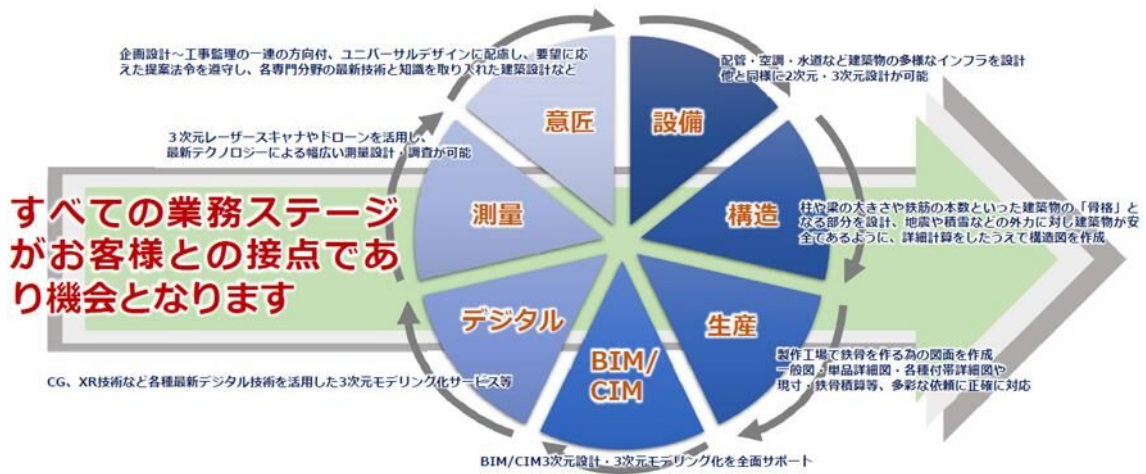 企画設計～工事監理の一連の方向付、ユニバーサルデザインに配慮し、要望に応
えた提案法令を遵守し、各専門分野の最新技術と知識を取り入れた建築設計など
配管・空調・水道など建築物の多様なインフラを設計
他と同様に2次元・3次元設計が可能
意匠
設備
３次元レーザースキャナやドローンを活用し、
最新テクノロジーによる幅広い測量設計・調査が可能
すべての業務ステージ
がお客様との接点であ
り機会となります
測量
構造
柱や梁の大きさや鉄筋の本数といった建築物の「骨格」と
なる部分を設計、地震や積雪などの外力に対し建築物が安
全であるように、詳細計算をしたうえで構造図を作成
デジタル
生産
BIM/
CIM
製作工場で鉄骨を作る為の図面を作成
一般図・単品詳細図・各種付帯詳細図や
現寸・鉄骨積算等、多彩な依頼に正確に対応
CG、XR技術など各種最新デジタル技術を活用した3次元モデリング化サービス等
BIM/CIM3次元設計・3次元モデリング化を全面サポート